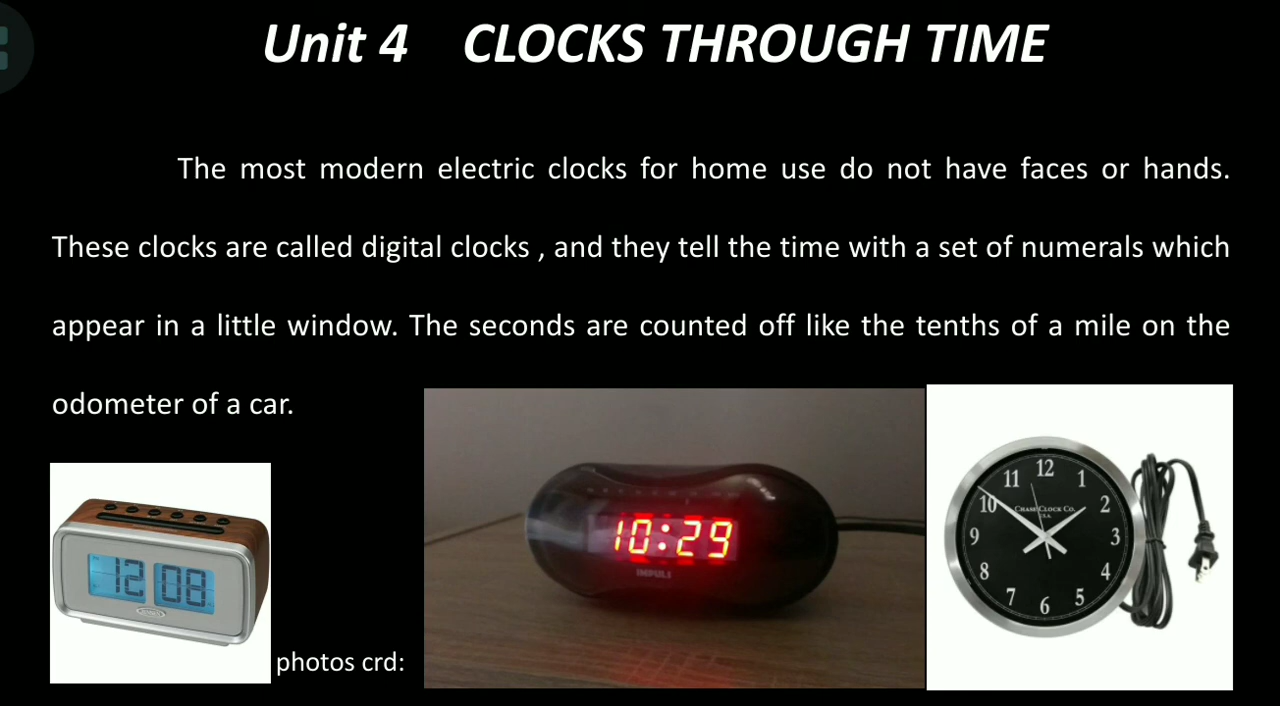 Unit 4 CLOCKS THROUGH TIME
The most modern electric clocks for home use do not have faces or hands.
These clocks are called digital clocks , and they tell the time with a set of numerals which
appear in a little window. The seconds are counted off like the tenths of a mile on the
odometer of a car.
12:08
photos crd:
10:29
IMPULS
12
11 1
10 2
CHASE CLOCK CO.
USA
9 3
8 4
7 5
6